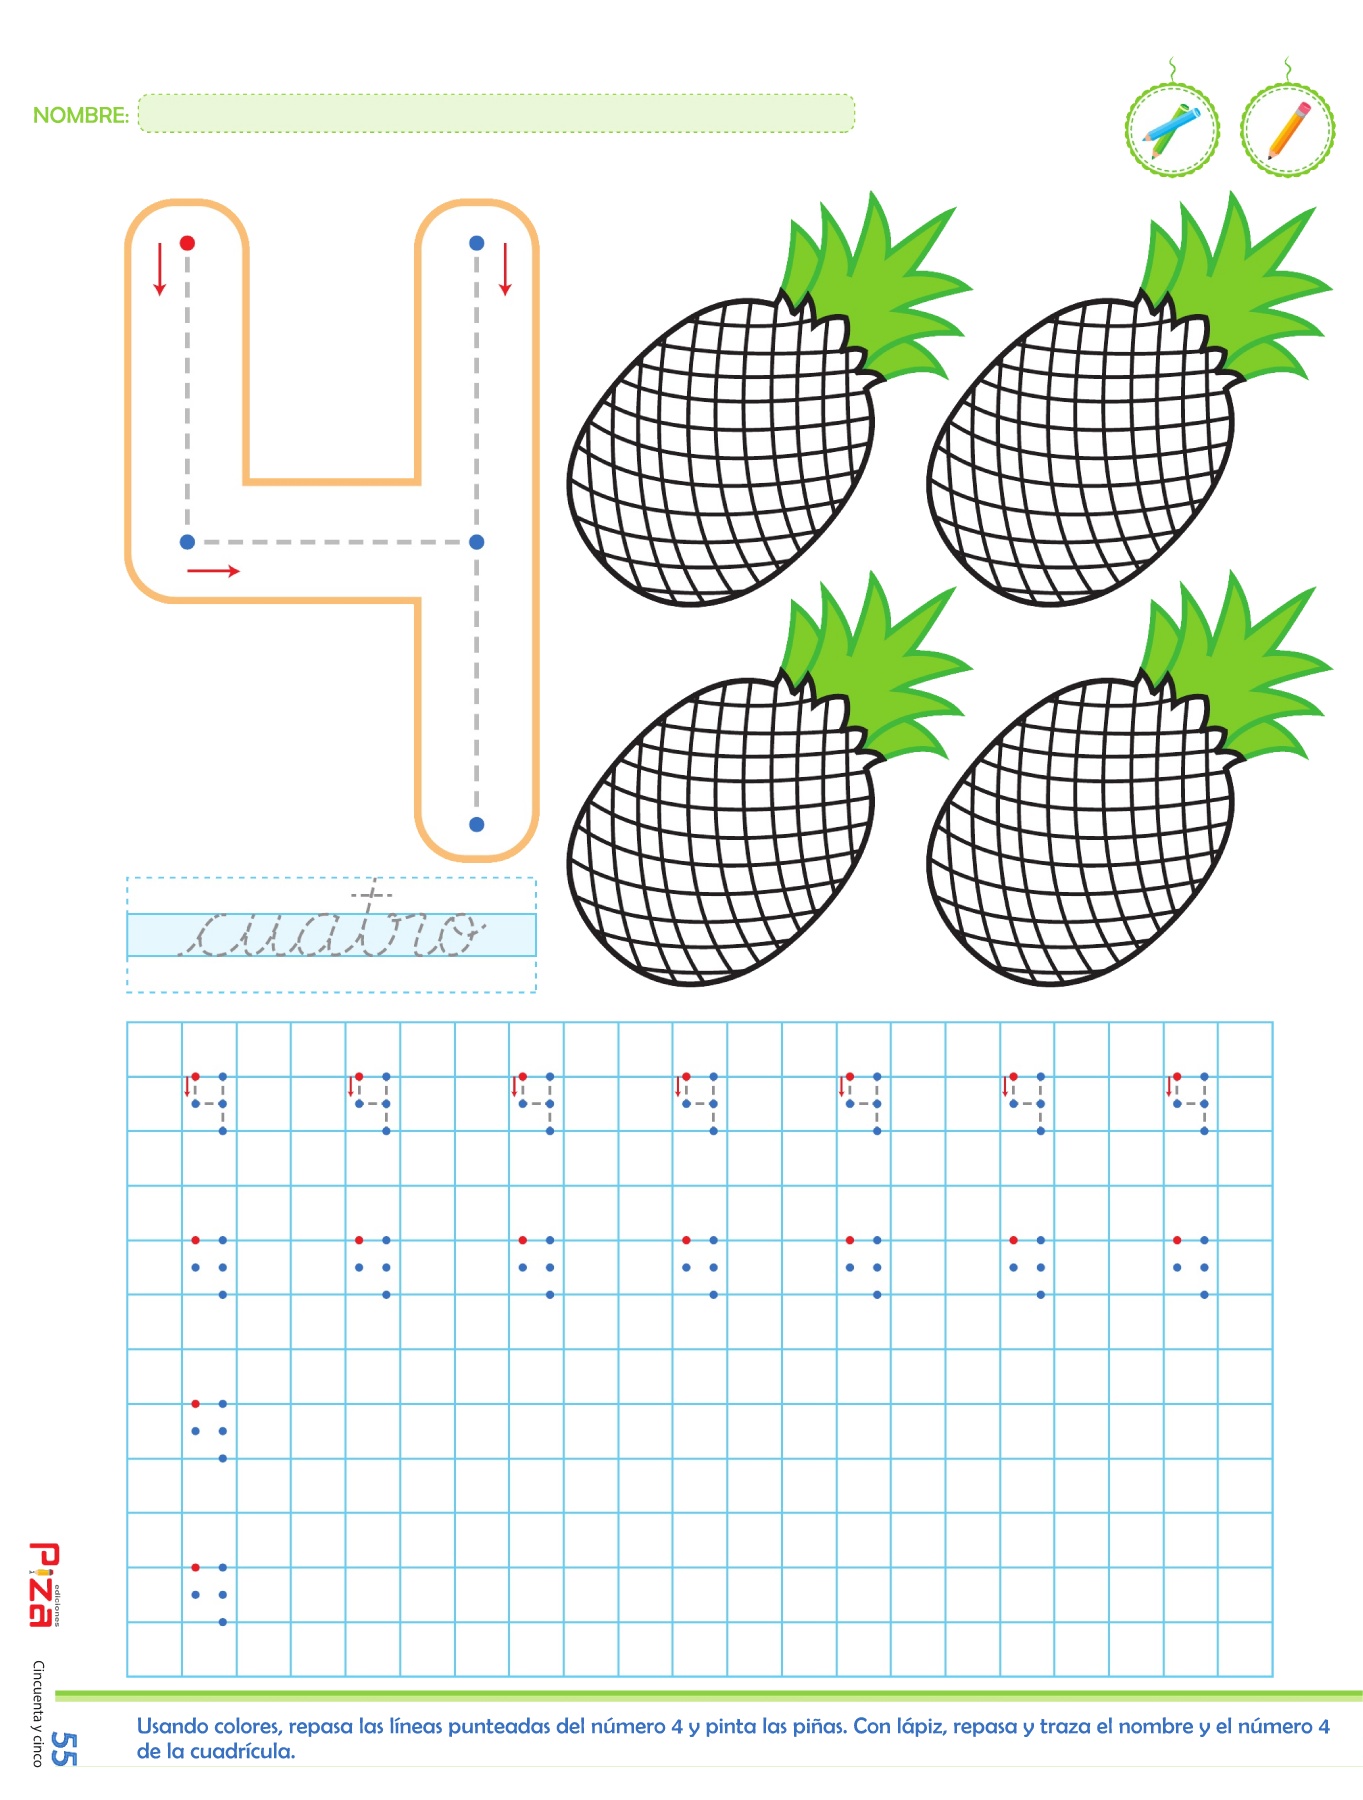 NOMBRE:
4
cuatro
Piza
ediciones
Cincuenta y cinco
55
Usando colores, repasa las líneas punteadas del número 4 y pinta las piñas. Con lápiz, repasa y traza el nombre y el número 4
de la cuadrícula.